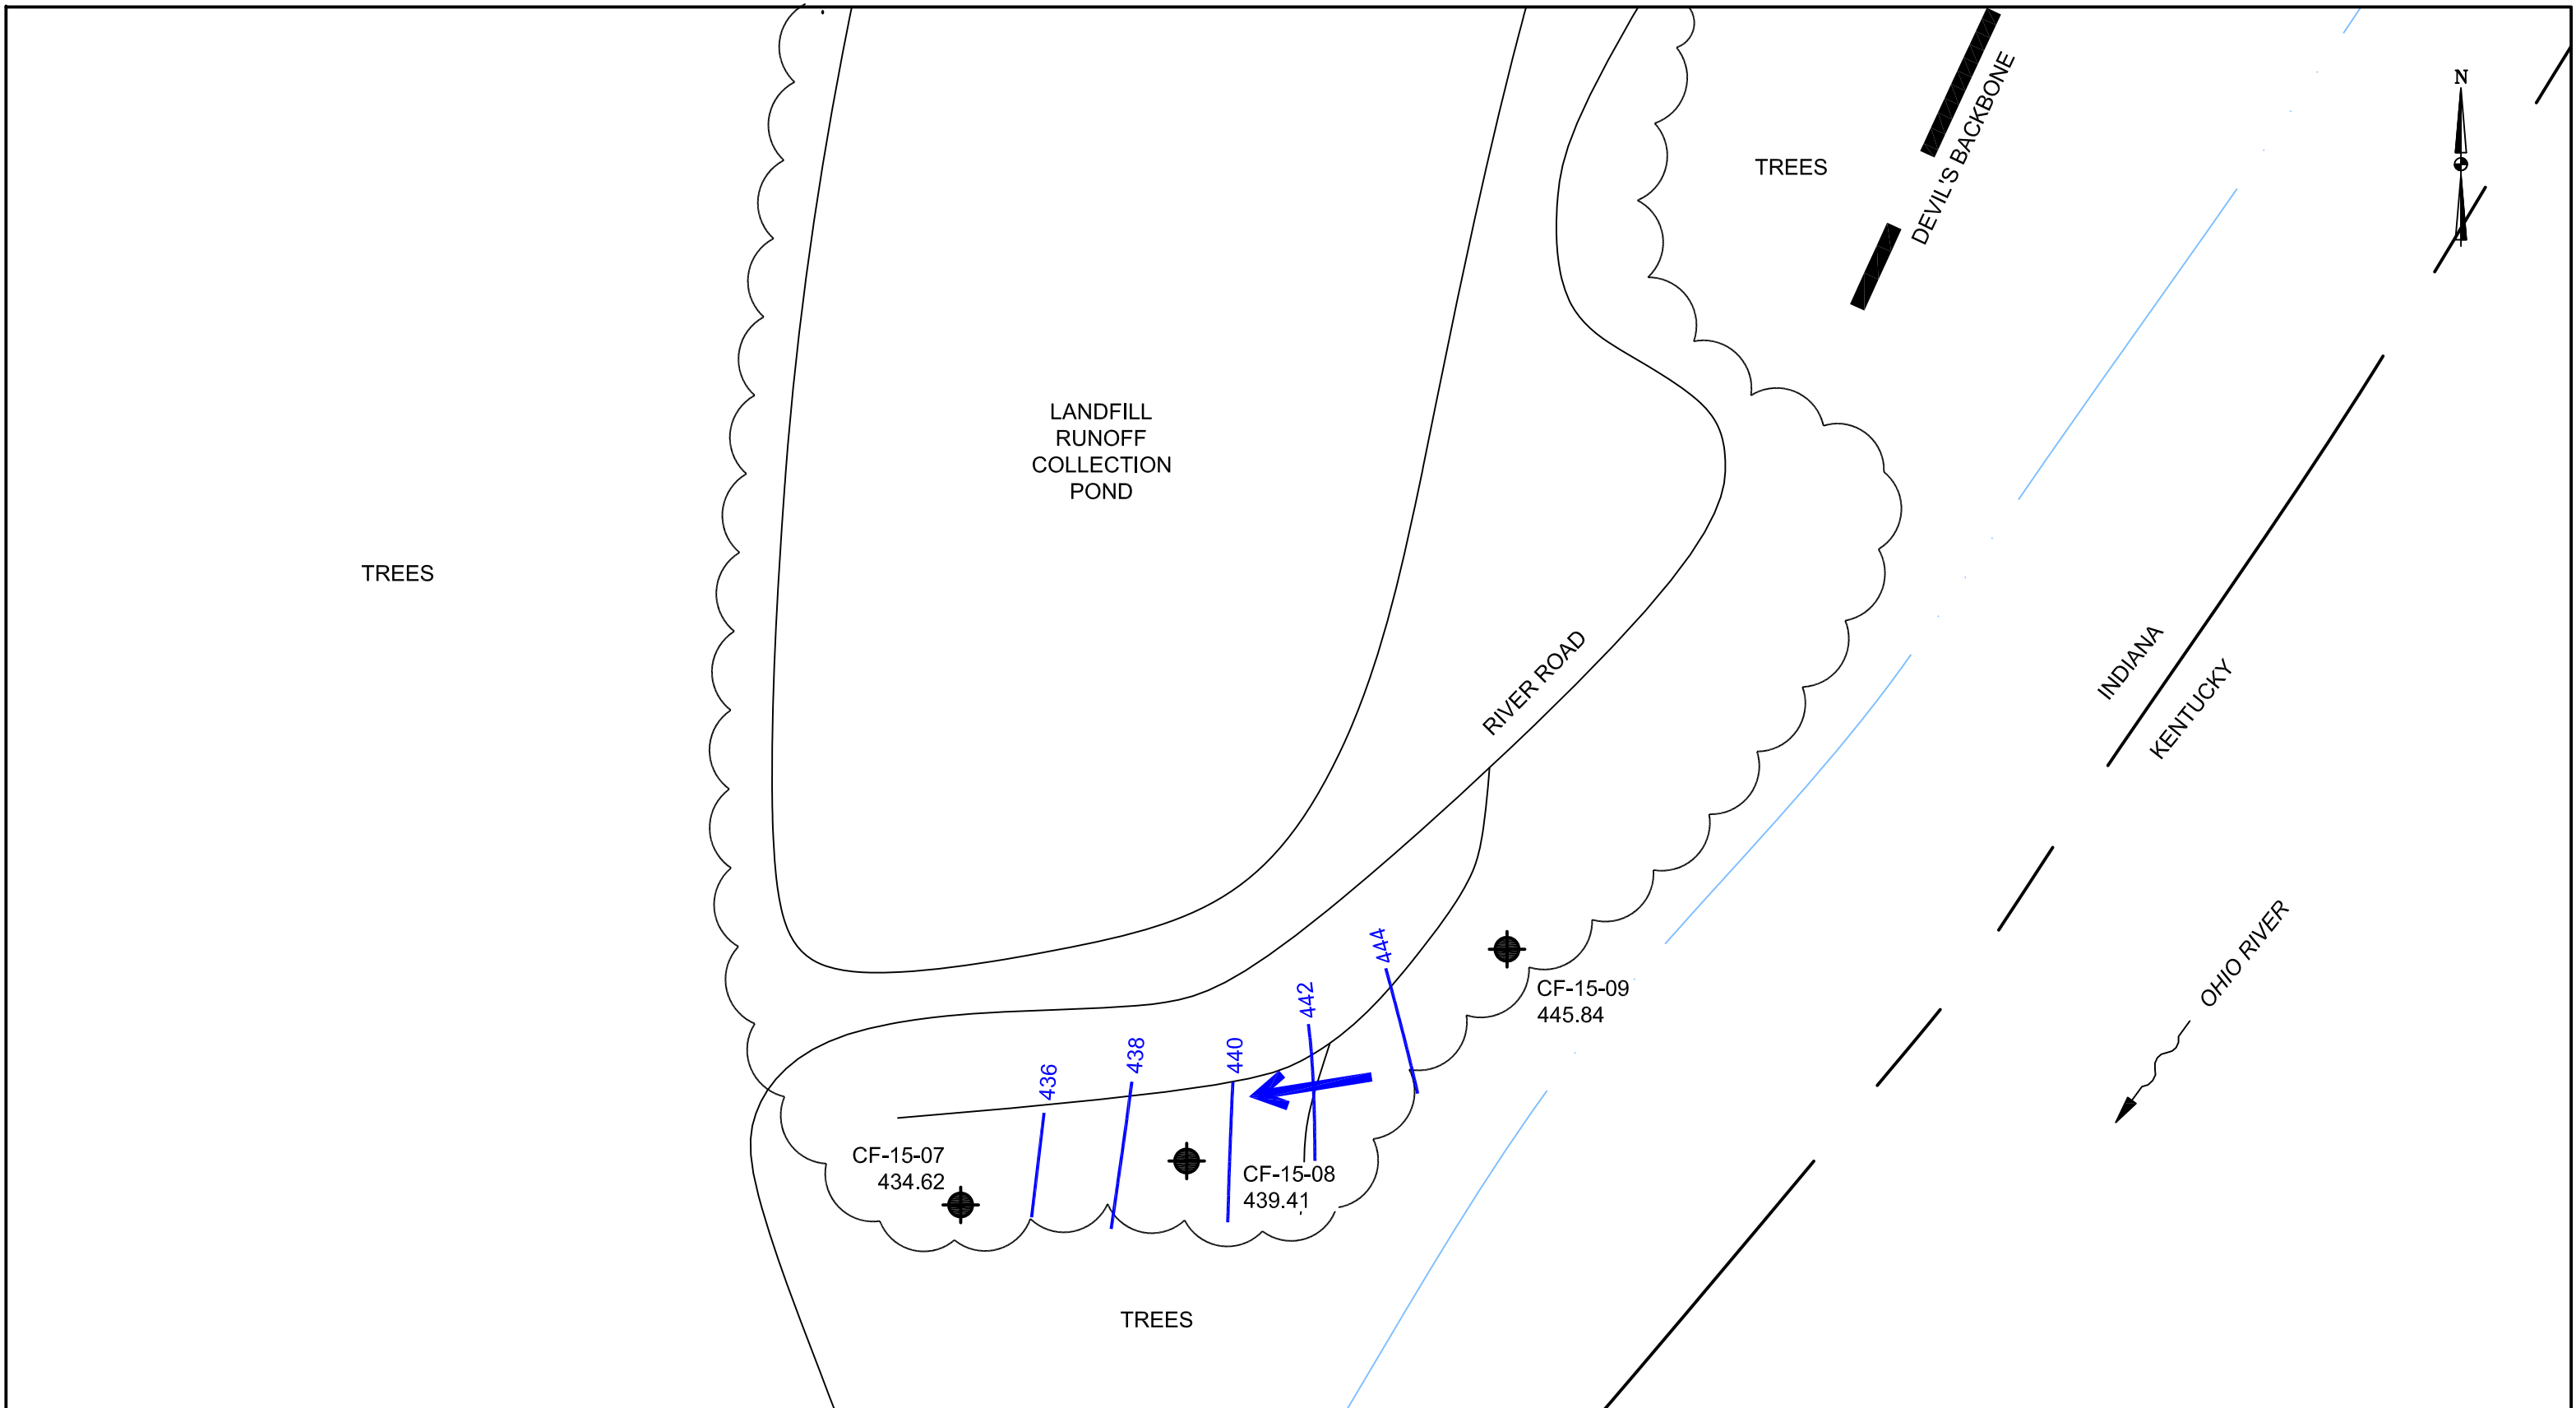 N
DEVIL'S BACKBONE
TREES
LANDFILL
RUNOFF
COLLECTION
POND
TREES
RIVER ROAD
INDIANA
KENTUCKY
OHIO RIVER
444
442
440
438
436
CF-15-09
445.84
CF-15-07
434.62
CF-15-08
439.41
TREES